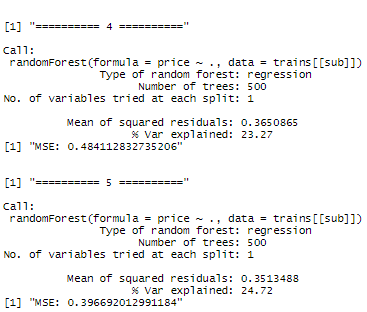 [1] "========== 4 =========="
Call:
randomForest(formula = price ~ ., data = trains[[sub]])
Type of random forest: regression
Number of trees: 500
No. of variables tried at each split: 1
Mean of squared residuals: 0.3650865
% Var explained: 23.27
[1] "MSE: 0.484112832735206"
[1] "========== 5 =========="
Call:
randomForest(formula = price ~ ., data = trains[[sub]])
Type of random forest: regression
Number of trees: 500
No. of variables tried at each split: 1
Mean of squared residuals: 0.3513488
% Var explained: 24.72
[1] "MSE: 0.396692012991184"